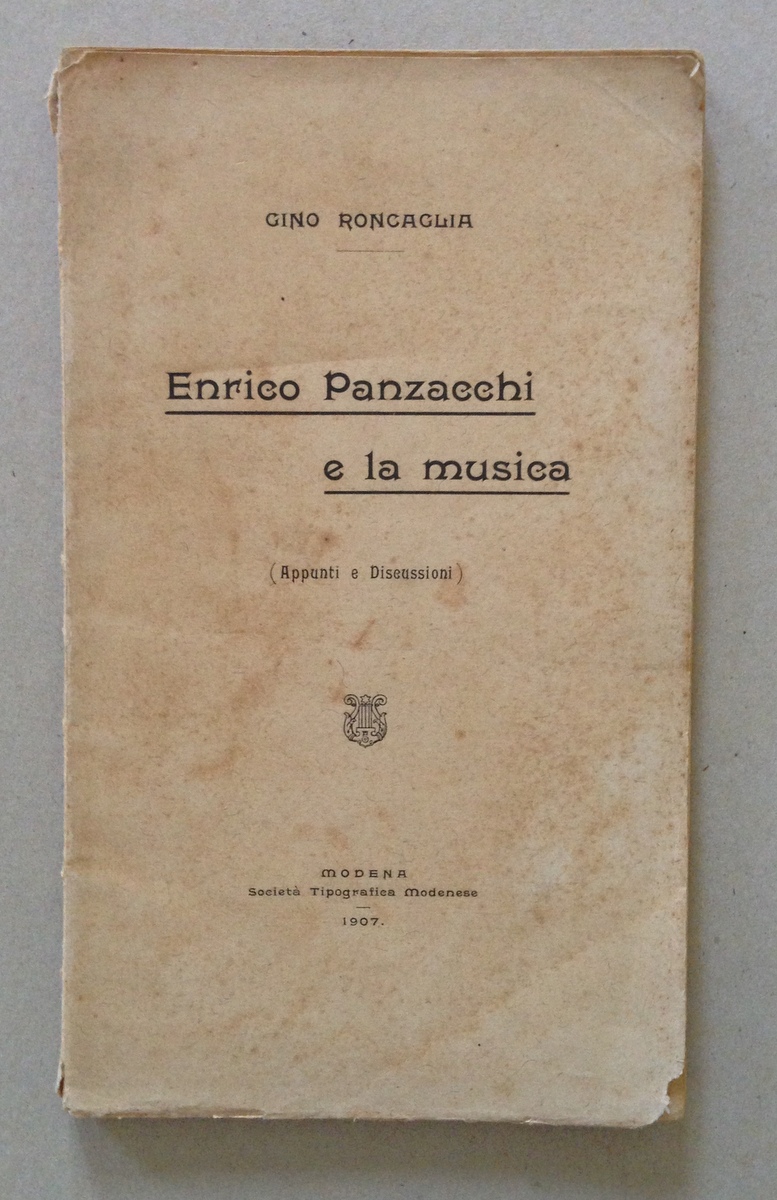 GINO RONCAGLIA
Enrico Panzacchi
e la musica
(Appunti e Discussioni)
MODENA
Società Tipografica Modenese
1907.